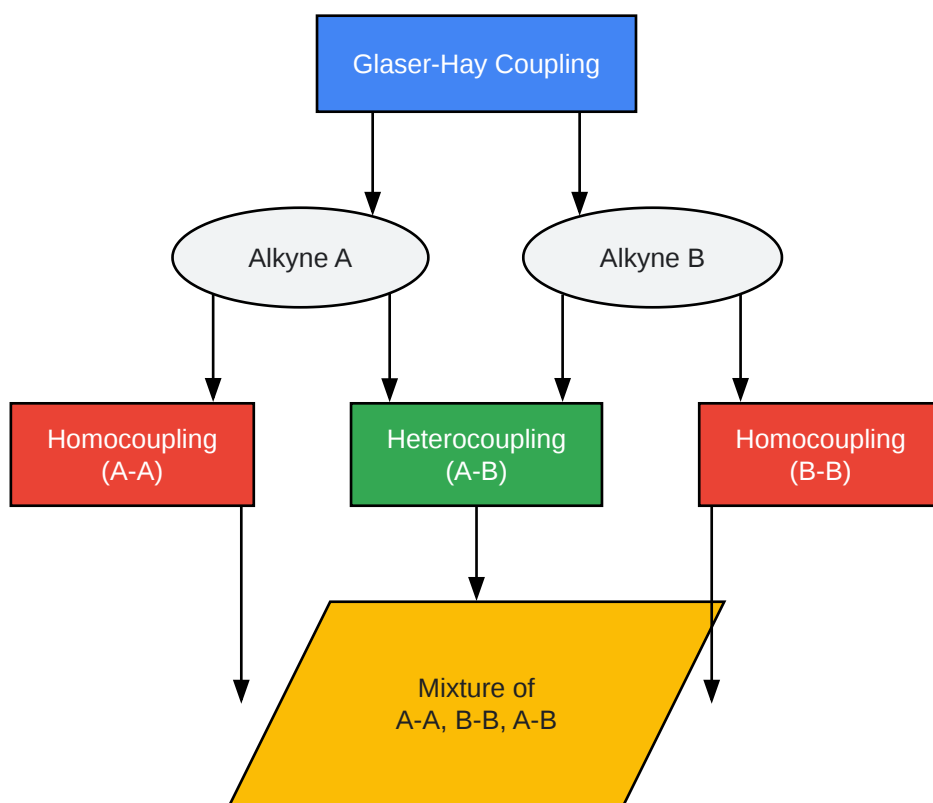 Glaser-Hay Coupling
Alkyne A
Alkyne B
Homocoupling
(A-A)
Heterocoupling
(A-B)
Homocoupling
(B-B)
Mixture of
A-A, B-B, A-B